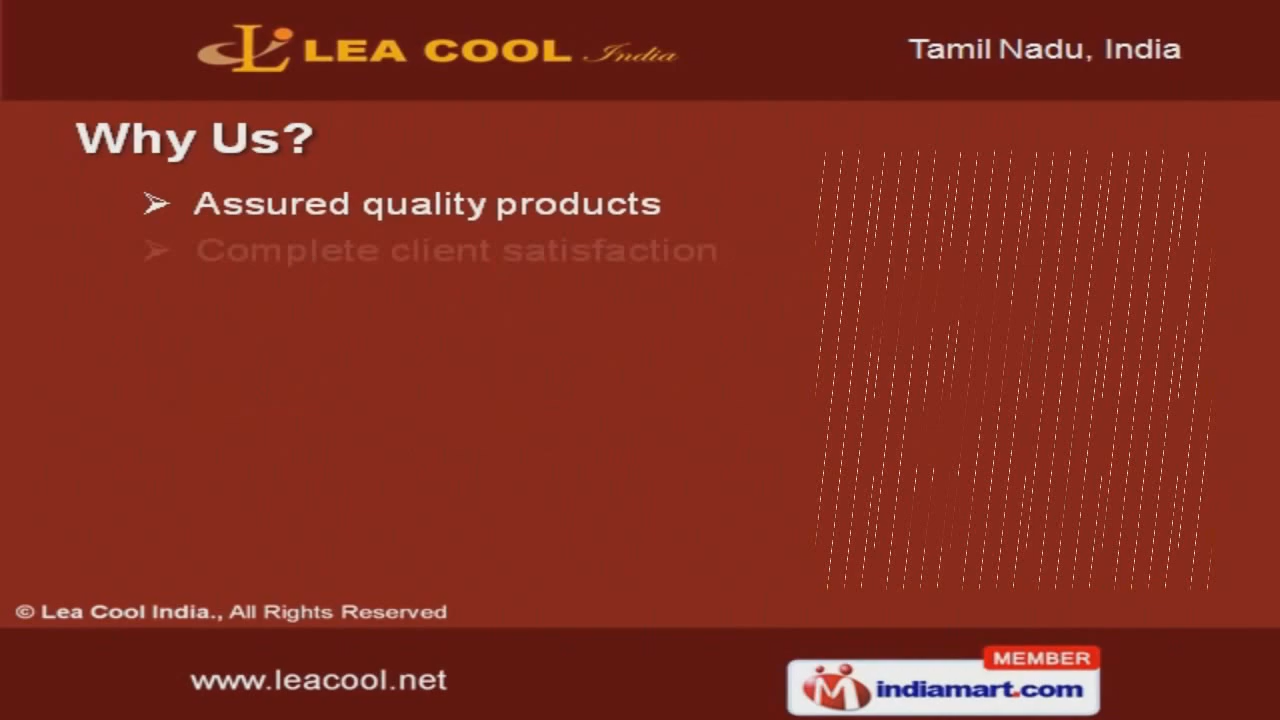 LEA COOL India
Tamil Nadu, India
Why Us?
➢ Assured quality products
➢ Complete client satisfaction
© Lea Cool India., All Rights Reserved
www.leacool.net
MEMBER
indiamart.com